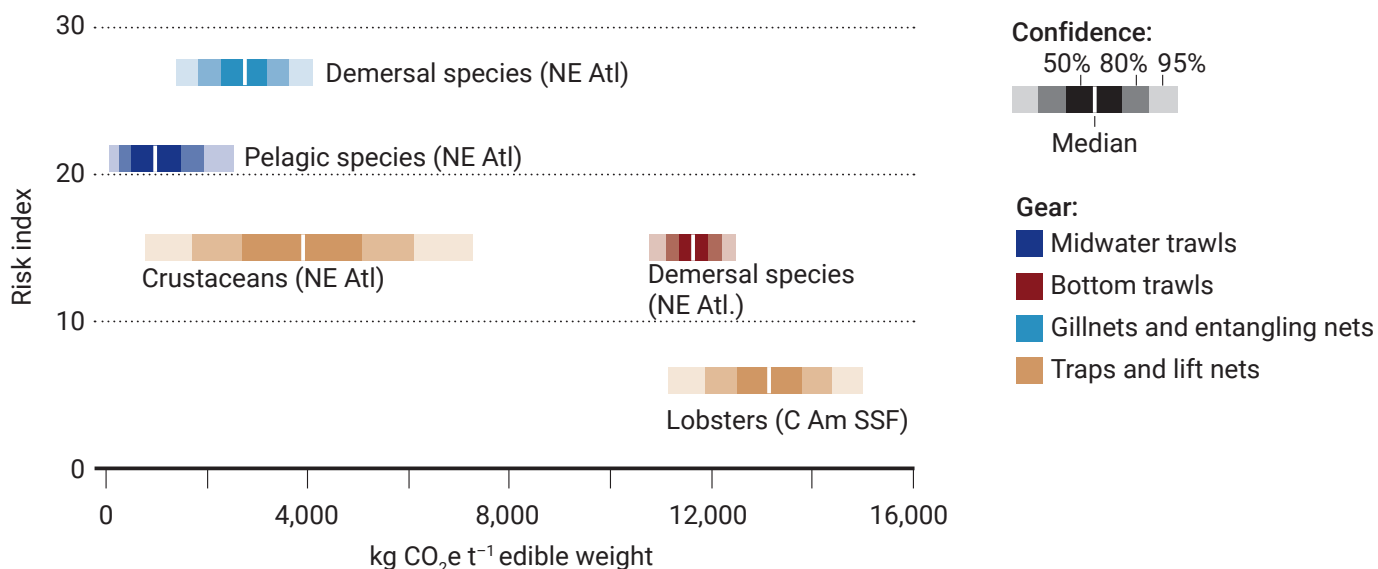 30
Demersal species (NE Atl)
Pelagic species (NE Atl)
20
Risk index
Crustaceans (NE Atl)
Demersal species
(NE Atl.)
10
Lobsters (C Am SSF)
0
0 4,000 8,000 12,000 16,000
kg CO₂e t⁻¹ edible weight
Confidence:
50% 80% 95%
Median
Gear:
Midwater trawls
Bottom trawls
Gillnets and entangling nets
Traps and lift nets